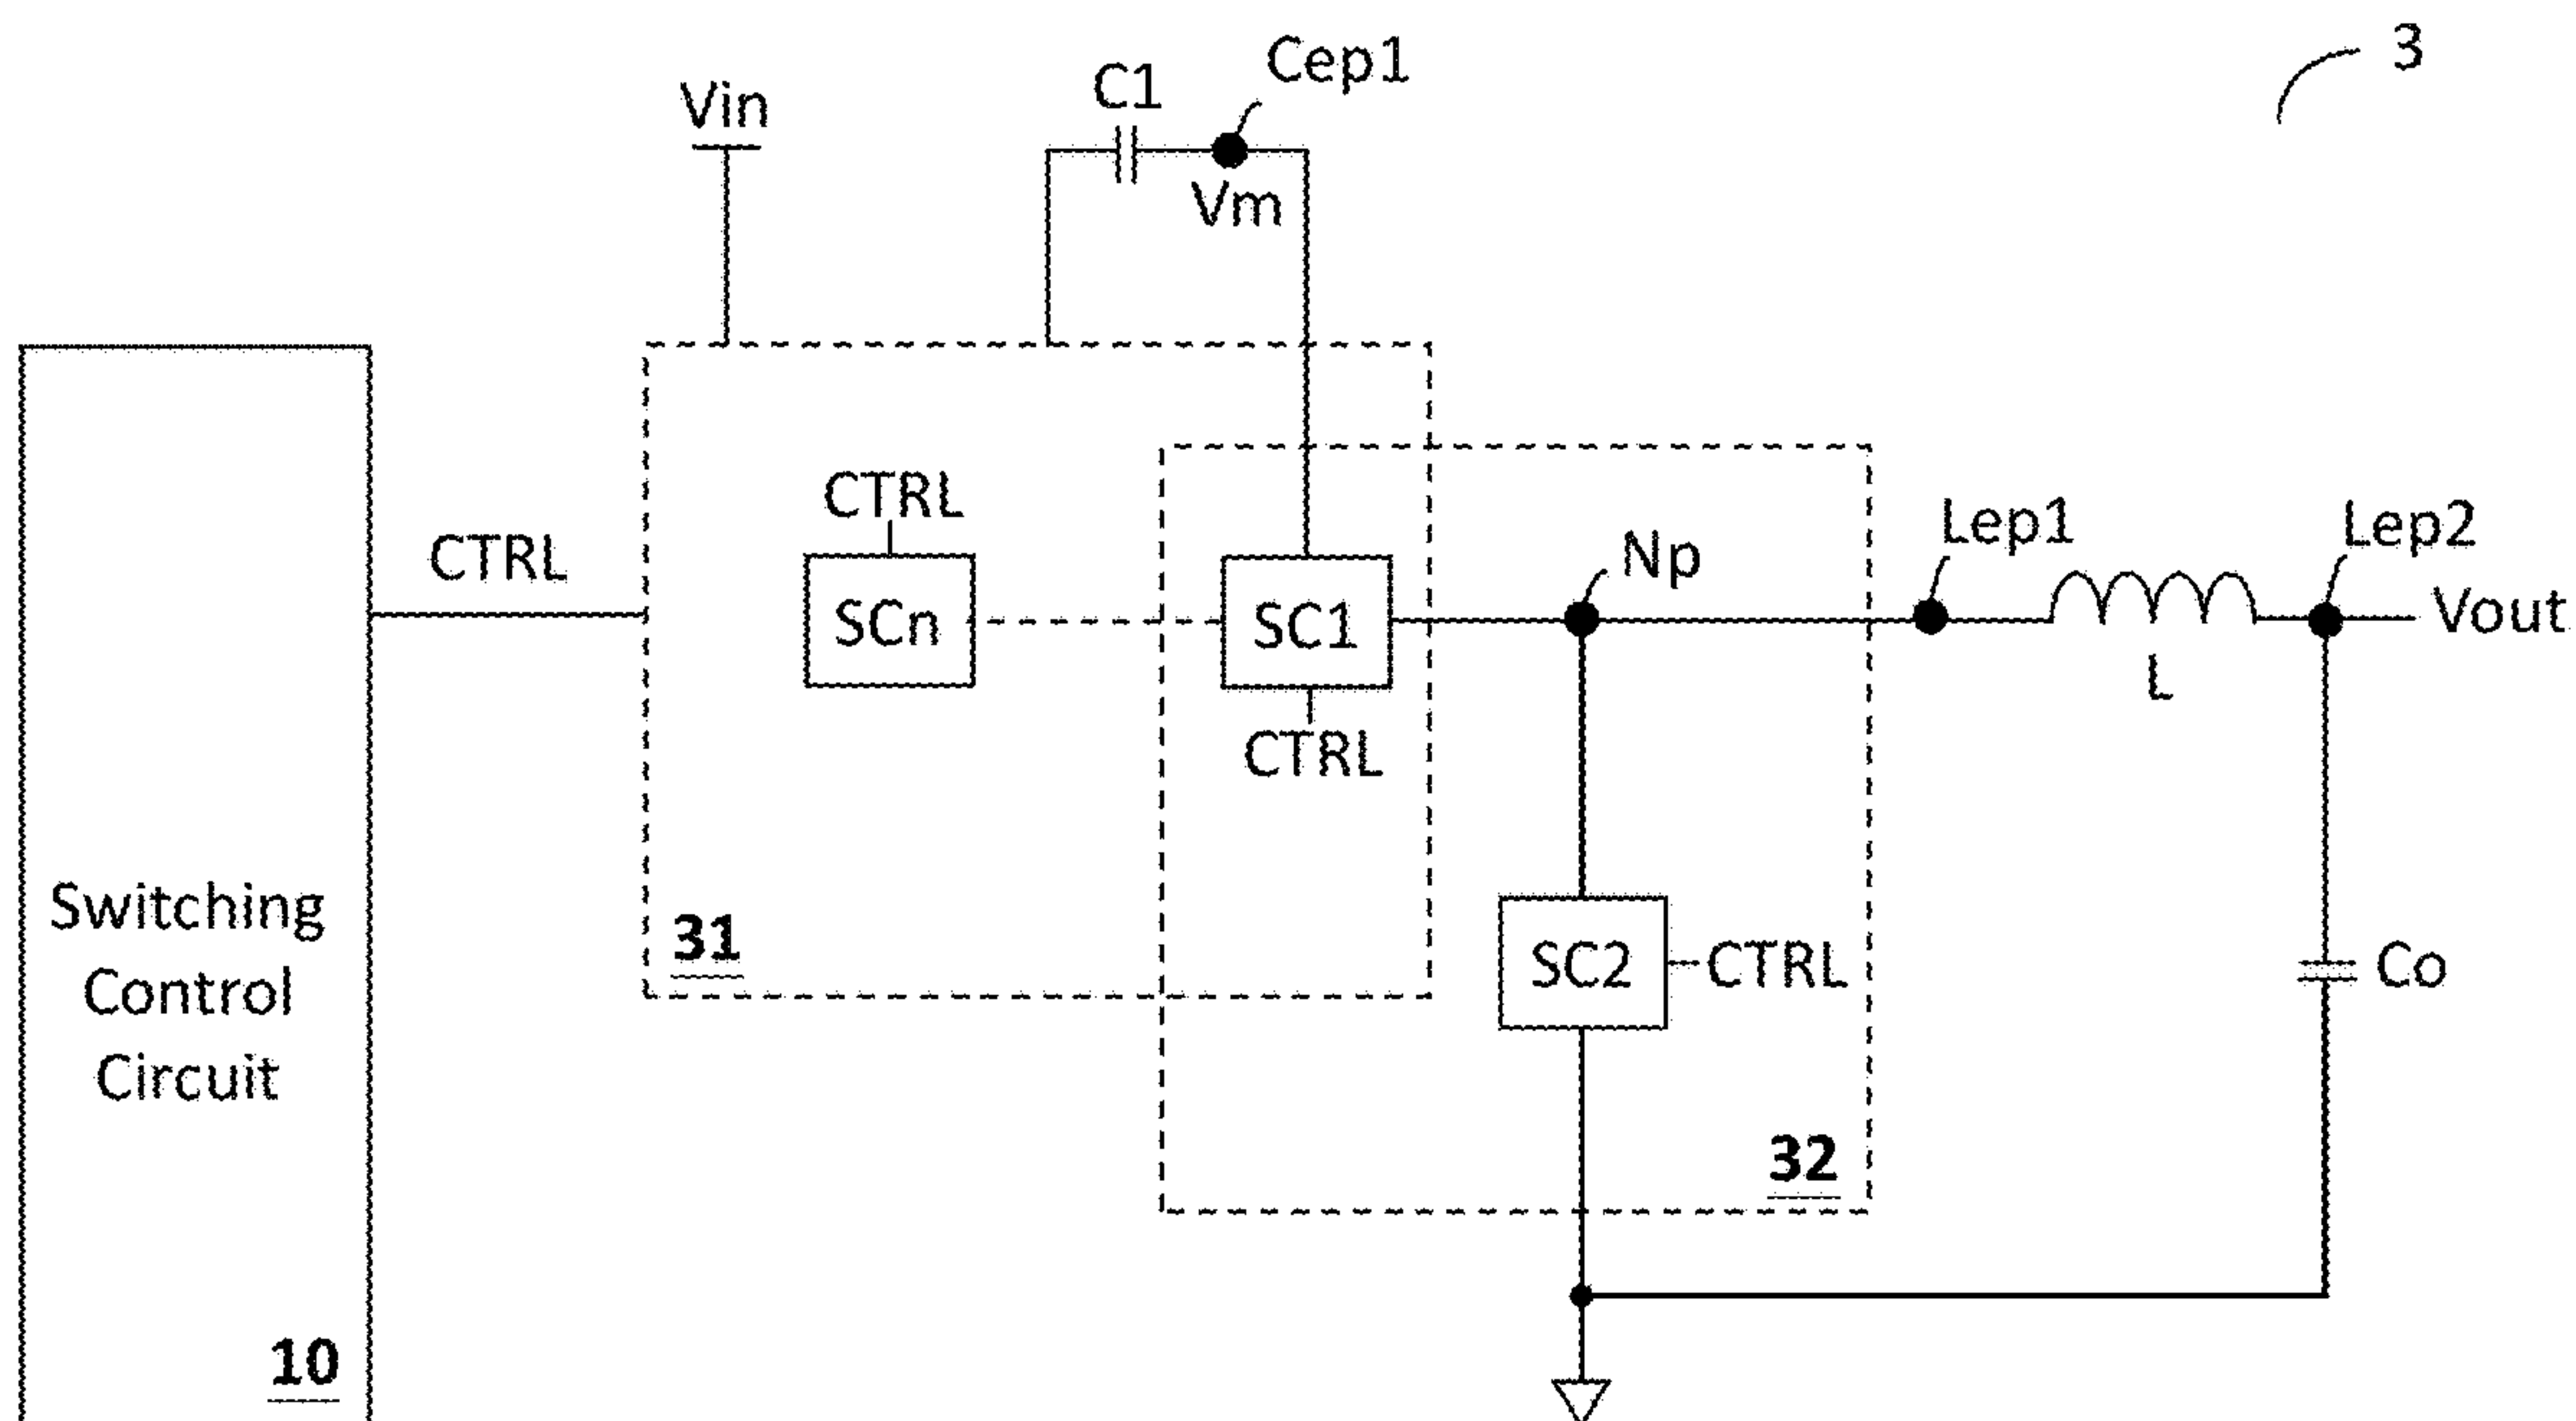 3
Cep1
C1
Vin
Vm
CTRL
Lep1
Lep2
Np
CTRL
SCn
SC1
Vout
L
CTRL
Switching
Control
Circuit
31
SC2
CTRL
Co
32
10